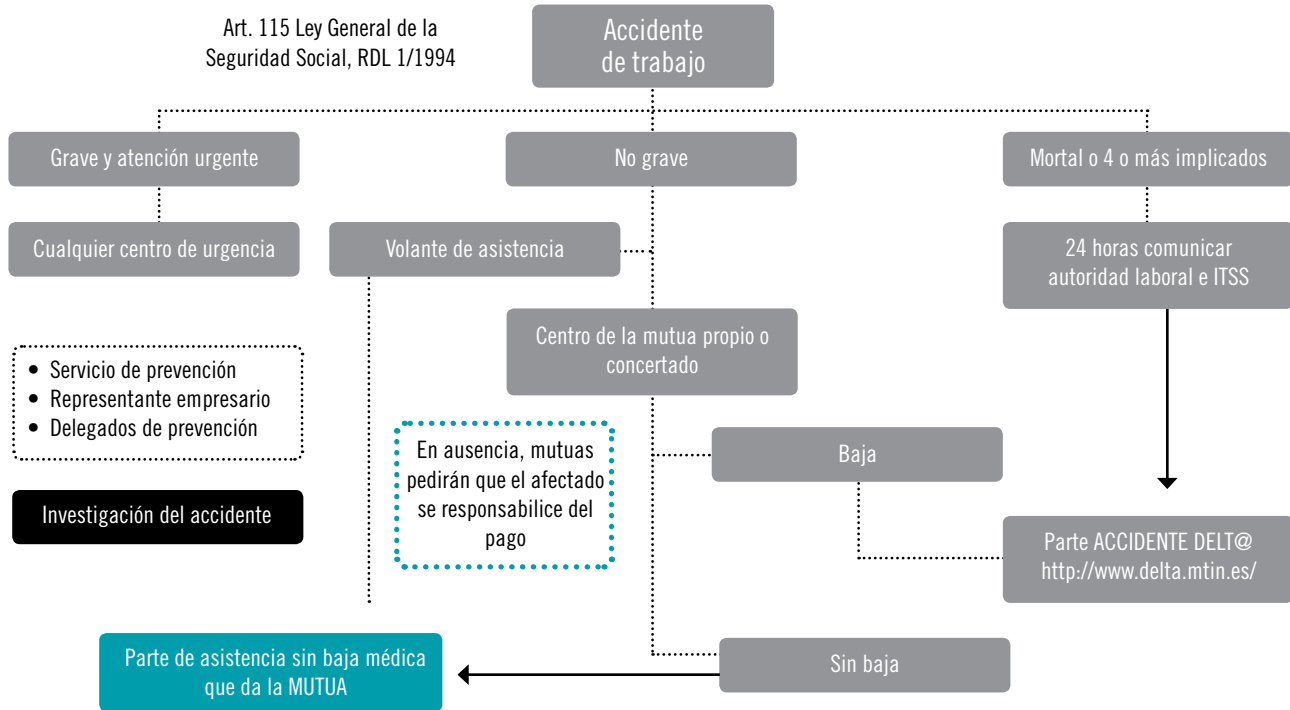 Art. 115 Ley General de la
Seguridad Social, RDL 1/1994
Accidente
de trabajo
Grave y atención urgente
No grave
Mortal o 4 o más implicados
Cualquier centro de urgencia
Volante de asistencia
24 horas comunicar
autoridad laboral e ITSS
Centro de la mutua propio o
concertado
• Servicio de prevención
• Representante empresario
• Delegados de prevención
En ausencia, mutuas
pedirán que el afectado
se responsabilice del
pago
Baja
Investigación del accidente
Parte ACCIDENTE DELT@
http://www.delta.mtin.es/
Parte de asistencia sin baja médica
que da la MUTUA
Sin baja